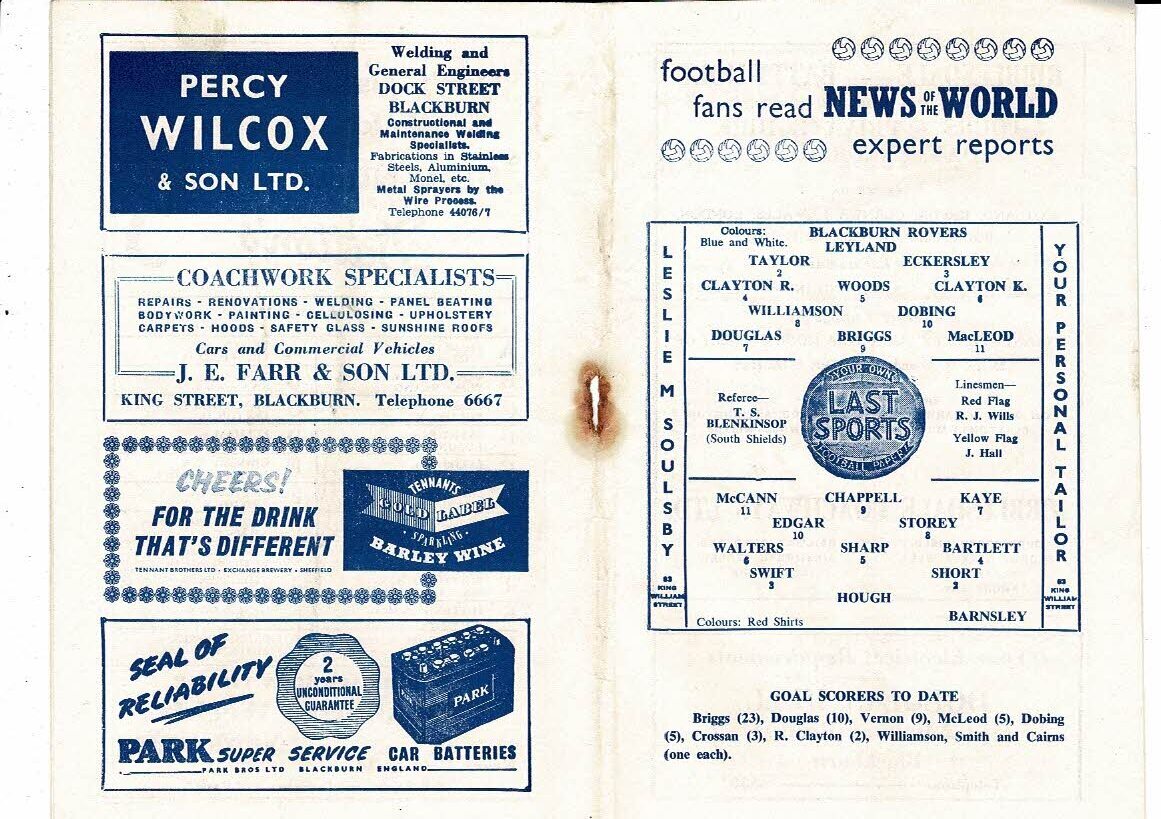 PERCY
WILCOX
& SON LTD.
Welding and
General Engineers
DOCK STREET
BLACKBURN
Constructional and
Maintenance Welding
Specialists.
Fabrications in Stainless
Steels, Aluminium,
Monel, etc.
Metal Sprayers by the
Wire Process.
Telephone 44076/7
COACHWORK SPECIALISTS
REPAIRS - RENOVATIONS - WELDING - PANEL BEATING
BODYWORK - PAINTING - CELLULOSING - UPHOLSTERY
CARPETS - HOODS - SAFETY GLASS - SUNSHINE ROOFS
Cars and Commercial Vehicles
J. E. FARR & SON LTD.
KING STREET, BLACKBURN. Telephone 6667
CHEERS!
FOR THE DRINK
THAT'S DIFFERENT
TENNANT BROTHERS LTD - EXCHANGE BREWERY - SHEFFIELD
TENNANTS
GOLD LABEL
· SPARKLING ·
BARLEY WINE
SEAL OF
RELIABILITY
2
years
UNCONDITIONAL
GUARANTEE
PARK
PARK SUPER SERVICE CAR BATTERIES
PARK BROS LTD BLACKBURN ENGLAND
football
fans read NEWS OF THE WORLD
expert reports
LESLIE M SOULSBY
83
KING
WILLIAM
STREET
Colours:
Blue and White.
BLACKBURN ROVERS
LEYLAND
TAYLOR ECKERSLEY
2 3
CLAYTON R. WOODS CLAYTON K.
4 5 6
WILLIAMSON DOBING
8 10
DOUGLAS BRIGGS MacLEOD
7 9 11
Referee—
T. S.
BLENKINSOP
(South Shields)
YOUR OWN
LAST
SPORTS
FOOTBALL PAPER
Linesmen—
Red Flag
R. J. Wills
Yellow Flag
J. Hall
McCANN CHAPPELL KAYE
11 9
EDGAR STOREY
10 8
WALTERS SHARP BARTLETT
6 5 4
SWIFT SHORT
3 2
HOUGH
BARNSLEY
Colours: Red Shirts
YOUR PERSONAL TAILOR
83
KING
WILLIAM
STREET
GOAL SCORERS TO DATE
Briggs (23), Douglas (10), Vernon (9), McLeod (5), Dobing
(5), Crossan (3), R. Clayton (2), Williamson, Smith and Cairns
(one each).